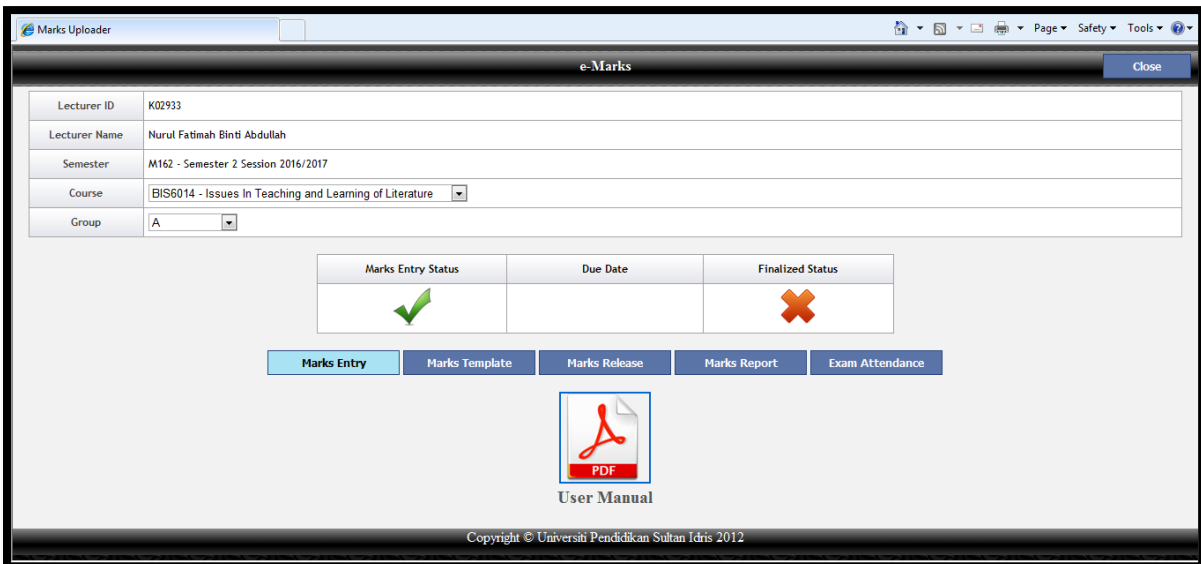 Marks Uploader
Page Safety Tools
e-Marks
Close
Lecturer ID K02933
Lecturer Name Nurul Fatimah Binti Abdullah
Semester M162 - Semester 2 Session 2016/2017
Course BIS6014 - Issues In Teaching and Learning of Literature
Group A
Marks Entry Status Due Date Finalized Status
Marks Entry Marks Template Marks Release Marks Report Exam Attendance
PDF
User Manual
Copyright © Universiti Pendidikan Sultan Idris 2012